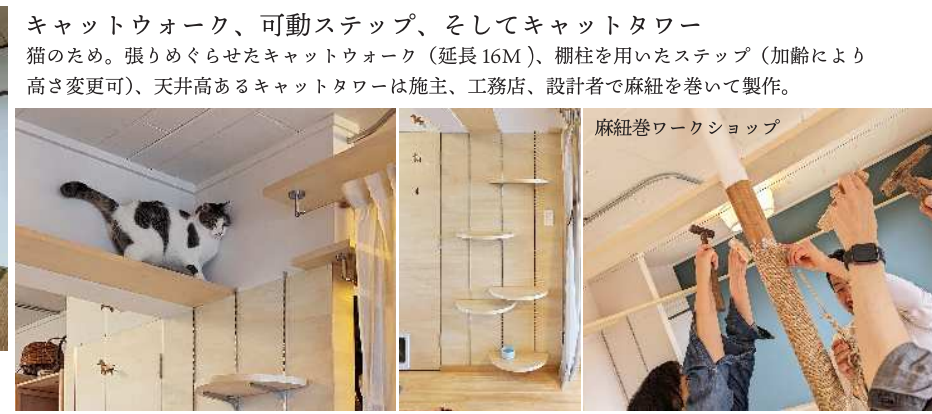 キャットウォーク、可動ステップ、そしてキャットタワー
猫のため。張りめぐらせたキャットウォーク（延長 16M ）、棚柱を用いたステップ（加齢により
高さ変更可）、天井高あるキャットタワーは施主、工務店、設計者で麻紐を巻いて製作。
麻紐巻ワークショップ